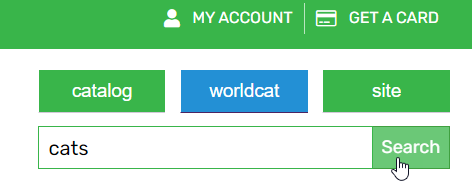 MY ACCOUNT GET A CARD
catalog worldcat site
cats Search